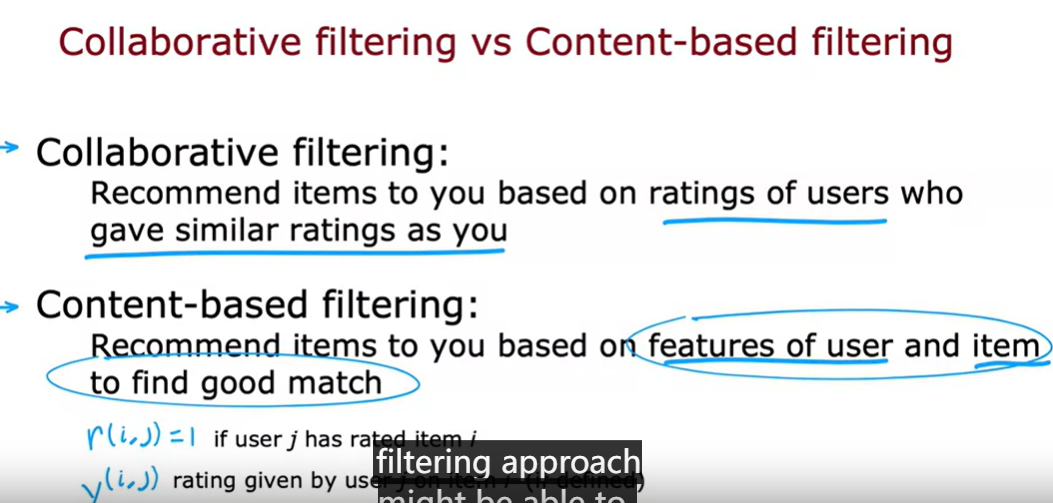 Collaborative filtering vs Content-based filtering
Collaborative filtering:
Recommend items to you based on ratings of users who
gave similar ratings as you
Content-based filtering:
Recommend items to you based on features of user and item
to find good match
r(i,j) = 1 if user j has rated item i
y(i,j) rating given by user j on item i (if defined)
filtering approach
might be able to